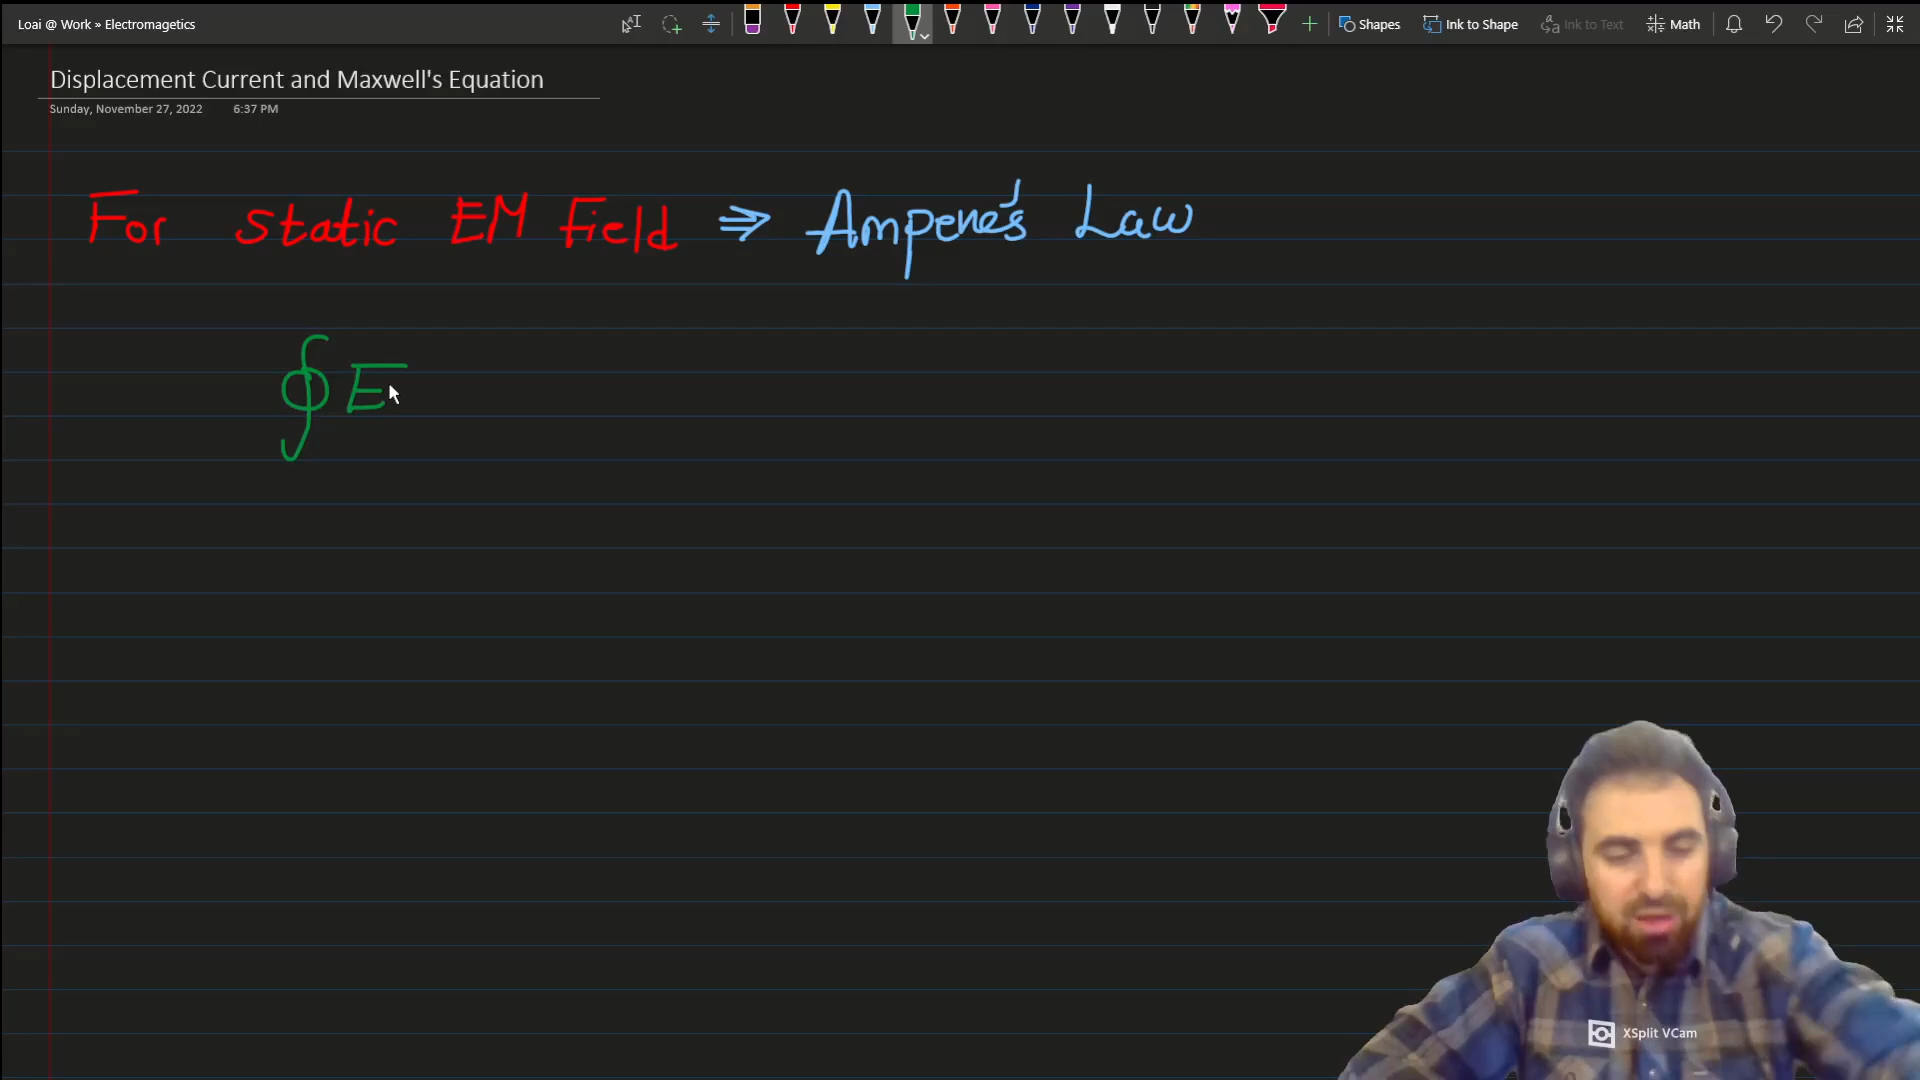 Loai @ Work » Electromagetics
Shapes Ink to Shape Ink to Text Math
Displacement Current and Maxwell's Equation
Sunday, November 27, 2022 6:37 PM
For static EM field ⇒ Ampere's Law
∮ E
XSplit VCam